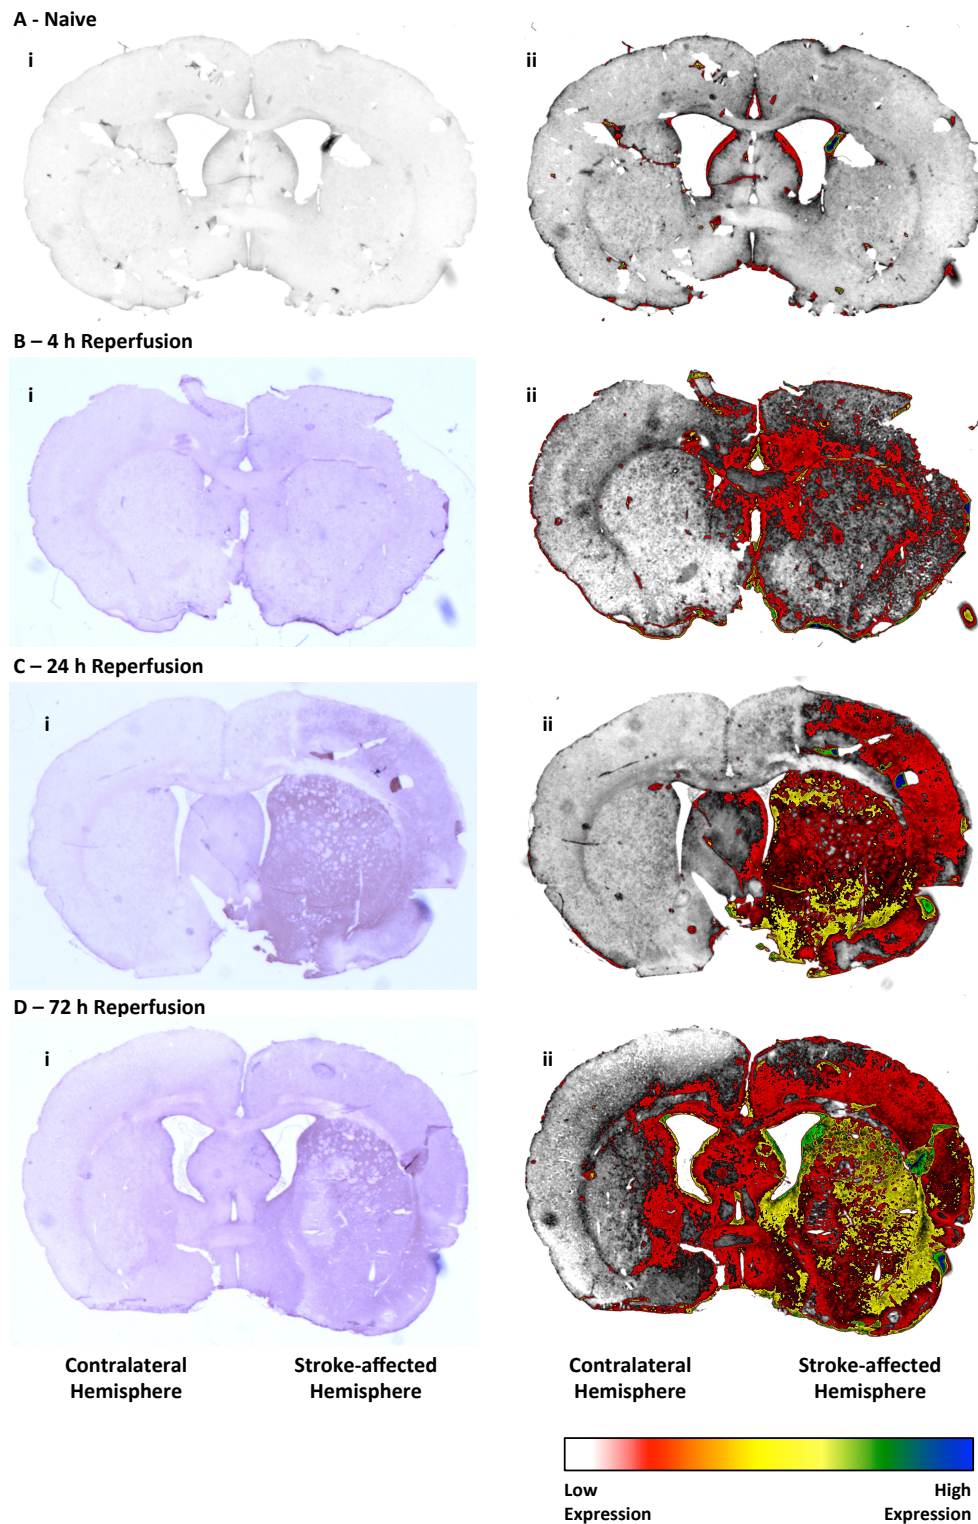 A - Naive
i
ii
B – 4 h Reperfusion
i
ii
C – 24 h Reperfusion
i
ii
D – 72 h Reperfusion
i
ii
Contralateral
Hemisphere
Stroke-affected
Hemisphere
Contralateral
Hemisphere
Stroke-affected
Hemisphere
Low
Expression
High
Expression